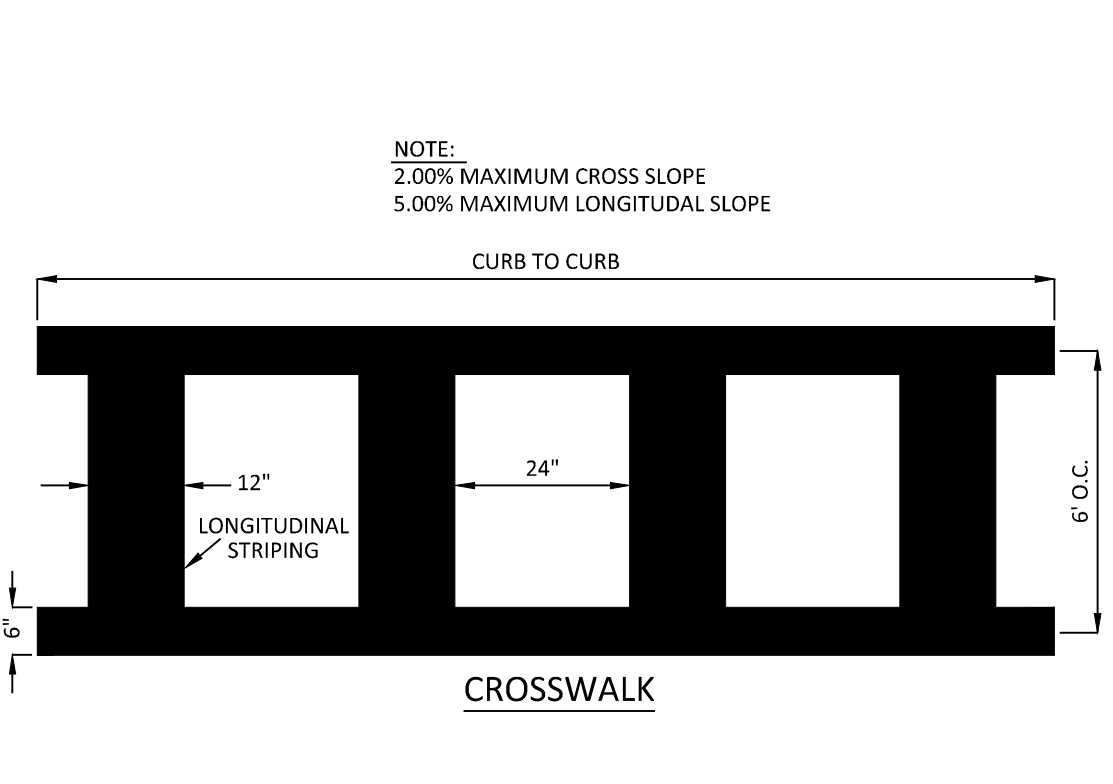 NOTE:
2.00% MAXIMUM CROSS SLOPE
5.00% MAXIMUM LONGITUDAL SLOPE
CURB TO CURB
24"
12"
6' O.C.
LONGITUDINAL
STRIPING
6"
CROSSWALK